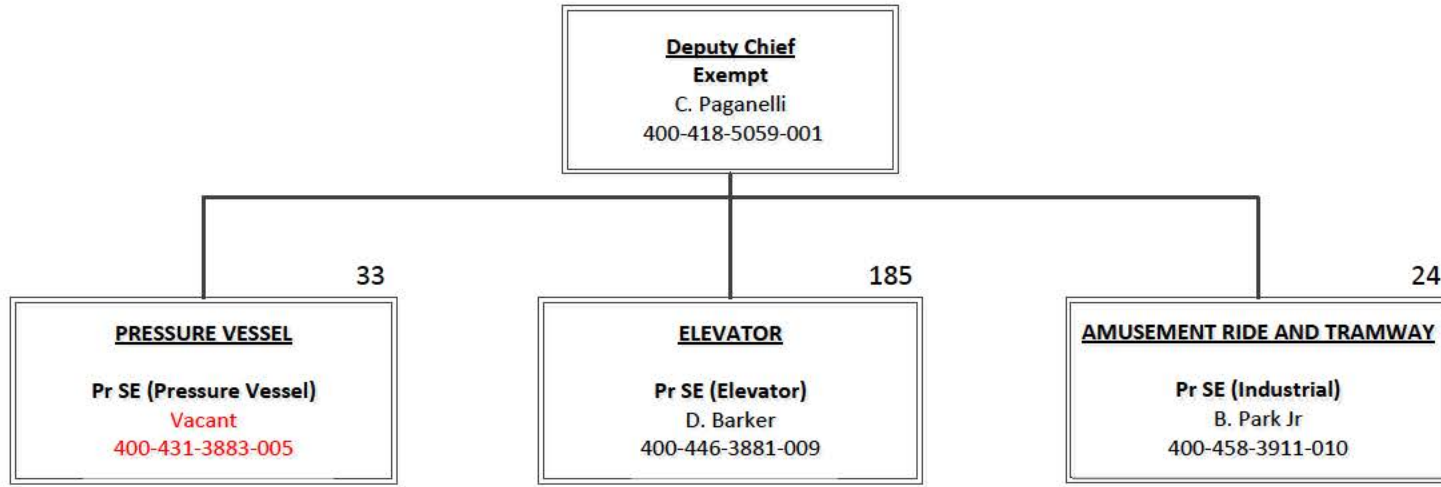 Deputy Chief
Exempt
C. Paganelli
400-418-5059-001
33
PRESSURE VESSEL
Pr SE (Pressure Vessel)
Vacant
400-431-3883-005
185
ELEVATOR
Pr SE (Elevator)
D. Barker
400-446-3881-009
24
AMUSEMENT RIDE AND TRAMWAY
Pr SE (Industrial)
B. Park Jr
400-458-3911-010